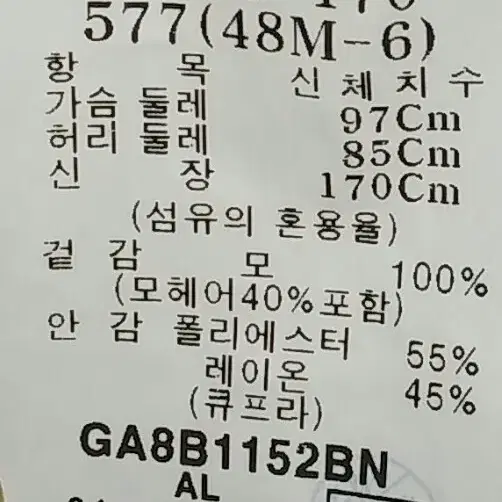 577(48M-6)
항 목 신 체 치 수
가슴 둘레 97Cm
허리 둘레 85Cm
신 장 170Cm
(섬유의 혼용율)
겉 감 모 100%
(모헤어40%포함)
안 감 폴리에스터 55%
레이온 45%
(큐프라)
GA8B1152BN
AL